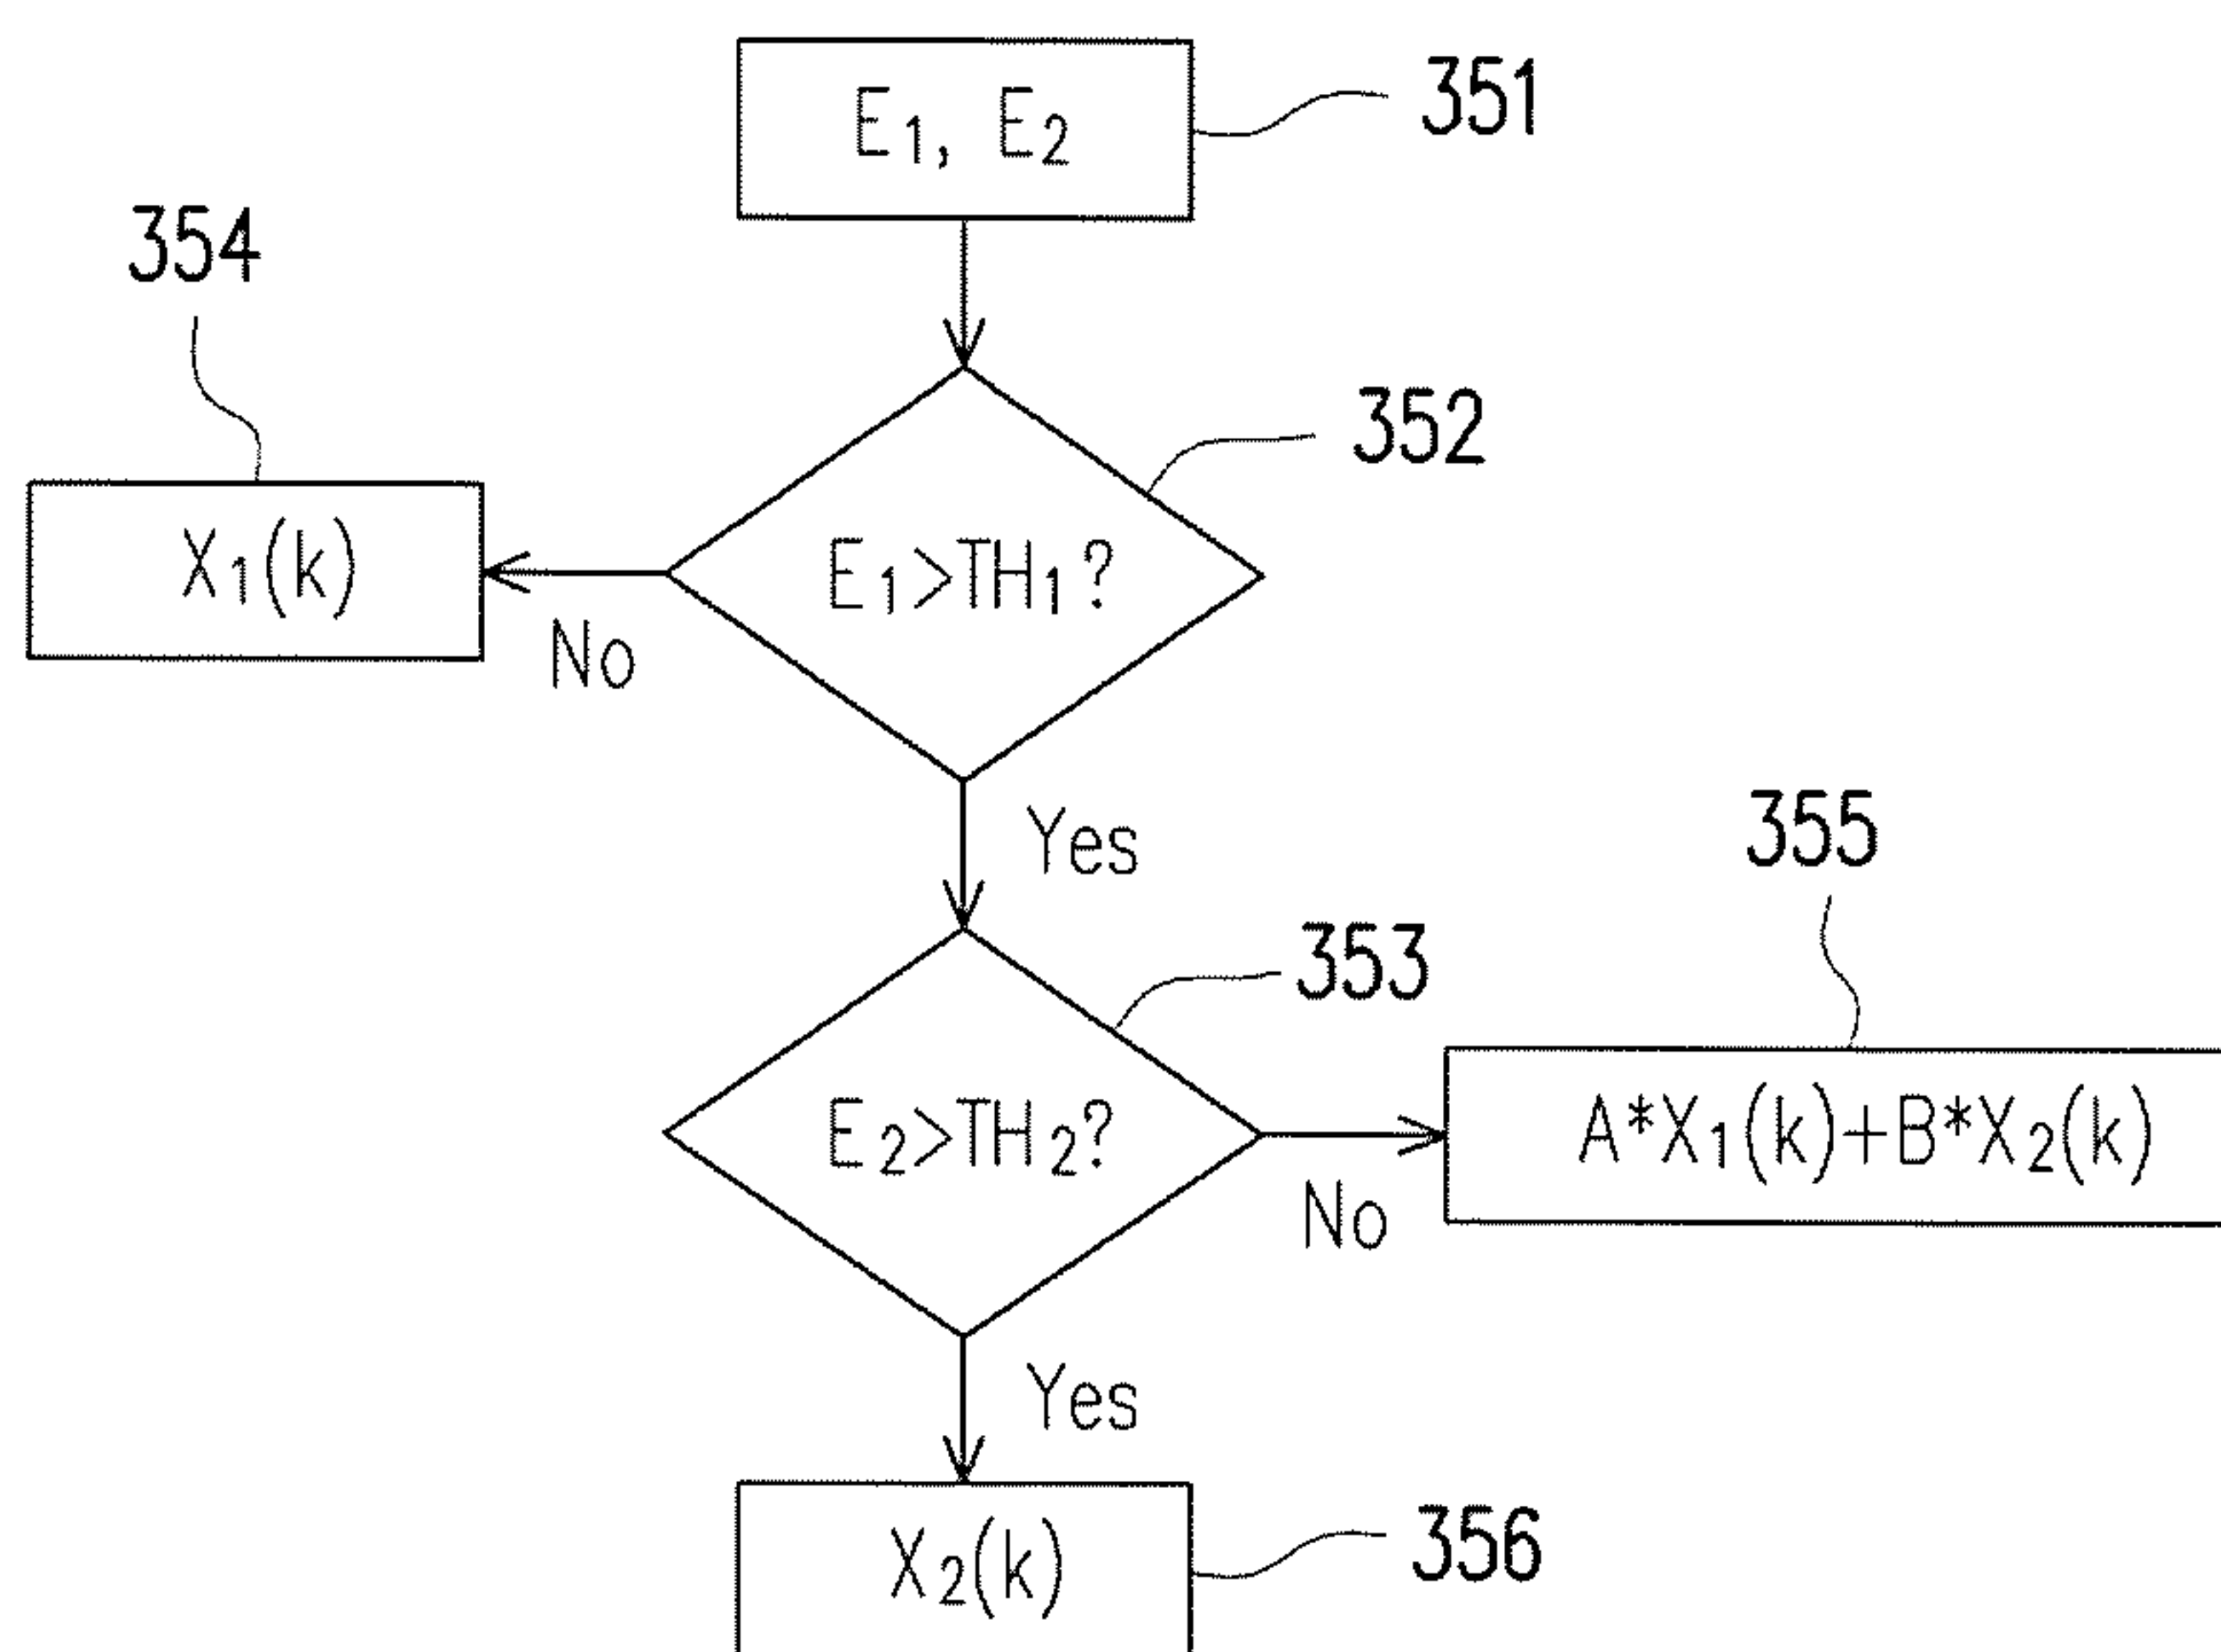 E1, E2
351
354
352
X1(k)
E1>TH1?
No
Yes
355
353
E2>TH2?
A*X1(k)+B*X2(k)
No
Yes
X2(k)
356